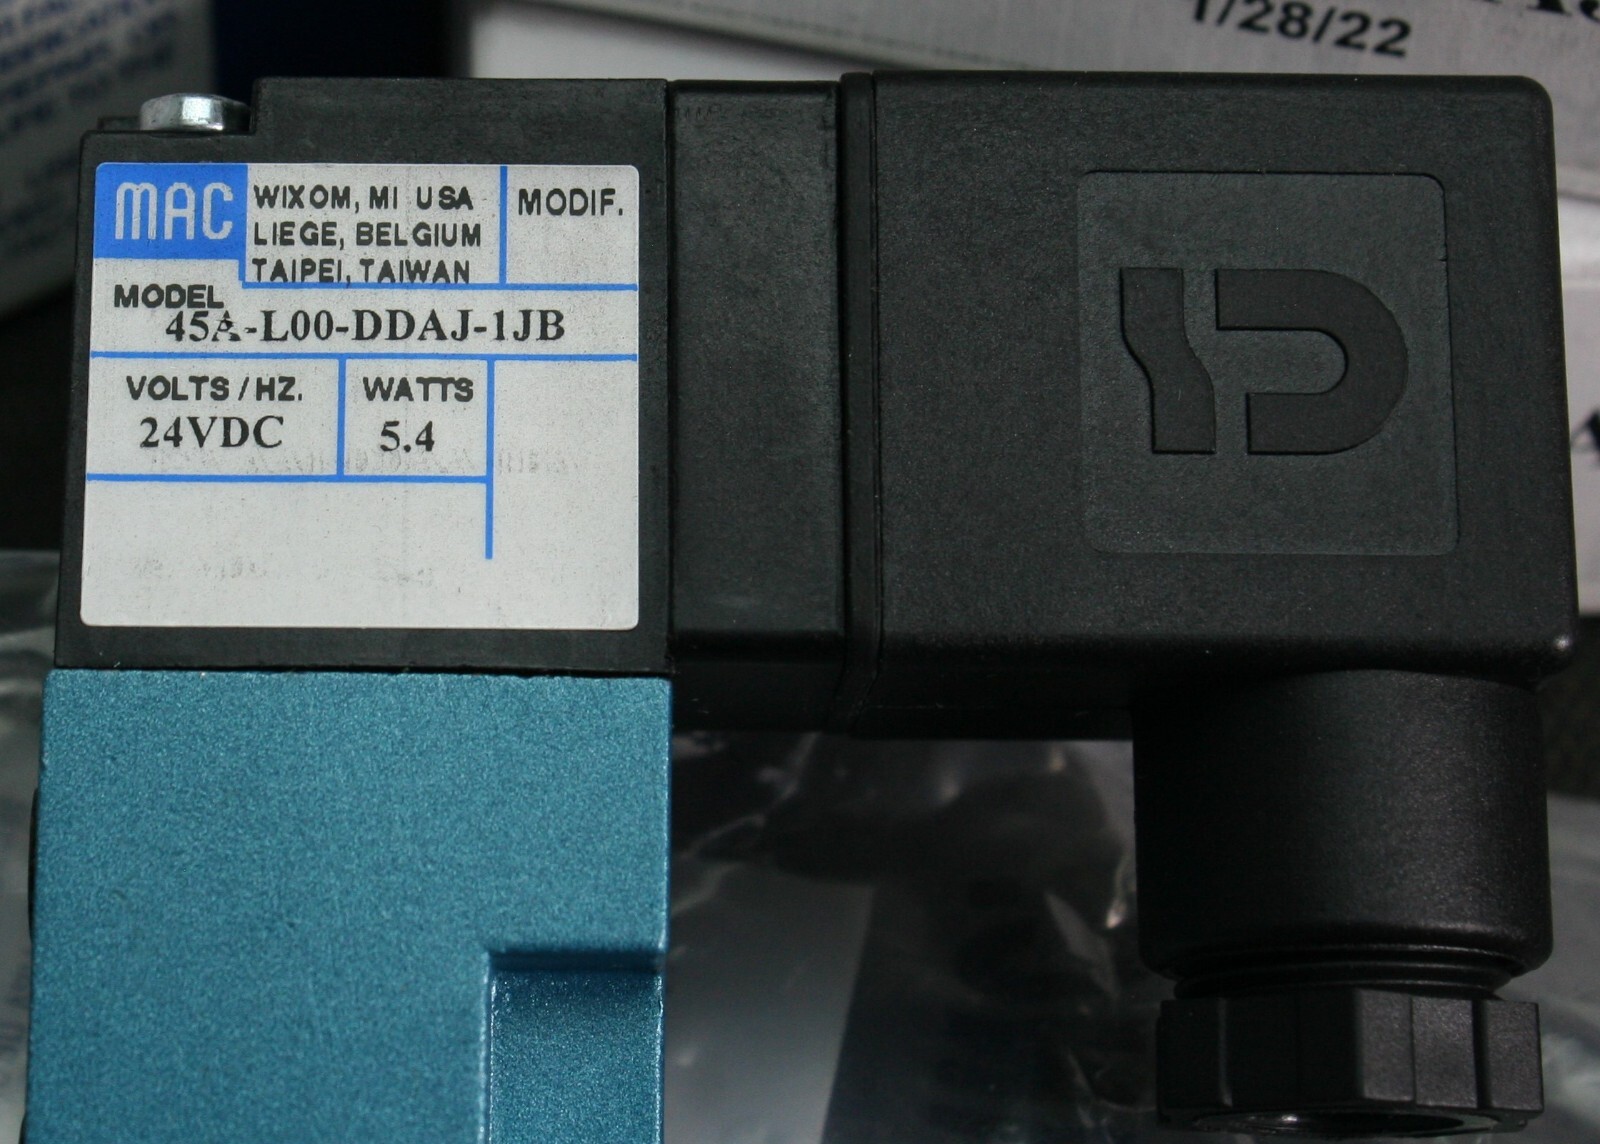 1/28/22
MAC
WIXOM, MI USA
LIEGE, BELGIUM
TAIPEI, TAIWAN
MODIF.
MODEL
45A-L00-DDAJ-1JB
VOLTS/HZ.
24VDC
WATTS
5.4